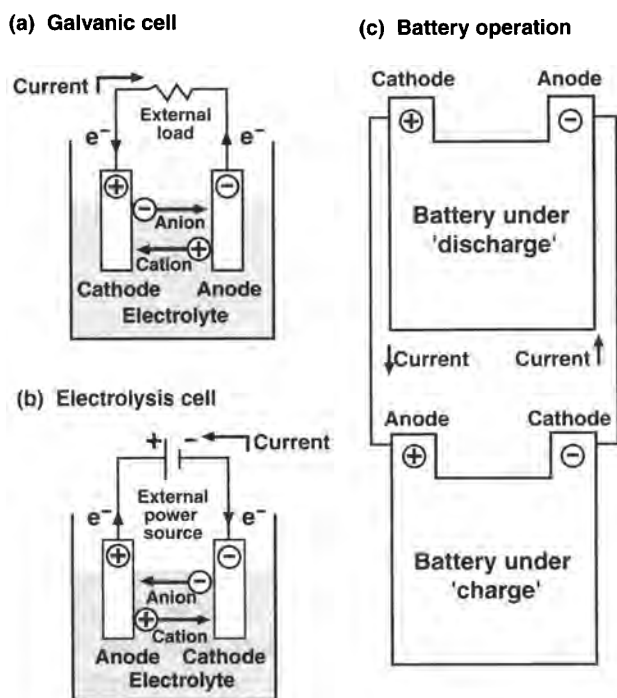 (a) Galvanic cell
Current
External
load
e⁻
e⁻
+
−
−
Anion
+
Cation
Cathode
Anode
Electrolyte
(b) Electrolysis cell
+
−
Current
External
power
source
e⁻
e⁻
+
−
−
Anion
+
Cation
Anode
Cathode
Electrolyte
(c) Battery operation
Cathode
Anode
+
−
Battery under
'discharge'
Current
Current
Anode
Cathode
+
−
Battery under
'charge'